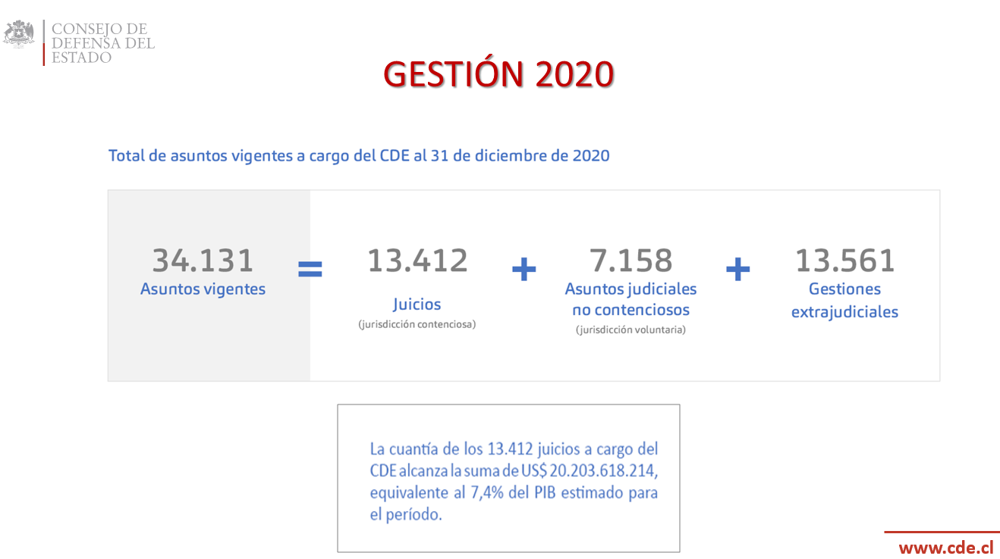 CONSEJO DE
DEFENSA DEL
ESTADO
GESTIÓN 2020
Total de asuntos vigentes a cargo del CDE al 31 de diciembre de 2020
34.131
Asuntos vigentes
=
13.412
Juicios
(jurisdicción contenciosa)
+
7.158
Asuntos judiciales
no contenciosos
(jurisdicción voluntaria)
+
13.561
Gestiones
extrajudiciales
La cuantía de los 13.412 juicios a cargo del
CDE alcanza la suma de US$ 20.203.618.214,
equivalente al 7,4% del PIB estimado para
el período.
www.cde.cl